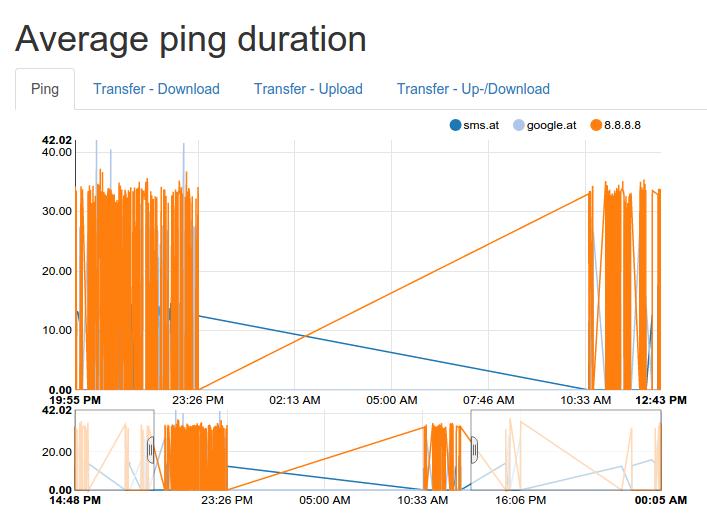 Average ping duration
Ping Transfer - Download Transfer - Upload Transfer - Up-/Download
sms.at google.at 8.8.8.8
42.02
40.00
30.00
20.00
10.00
0.00
19:55 PM 23:26 PM 02:13 AM 05:00 AM 07:46 AM 10:33 AM 12:43 PM
42.02
20.00
0.00
14:48 PM 23:26 PM 05:00 AM 10:33 AM 16:06 PM 00:05 AM